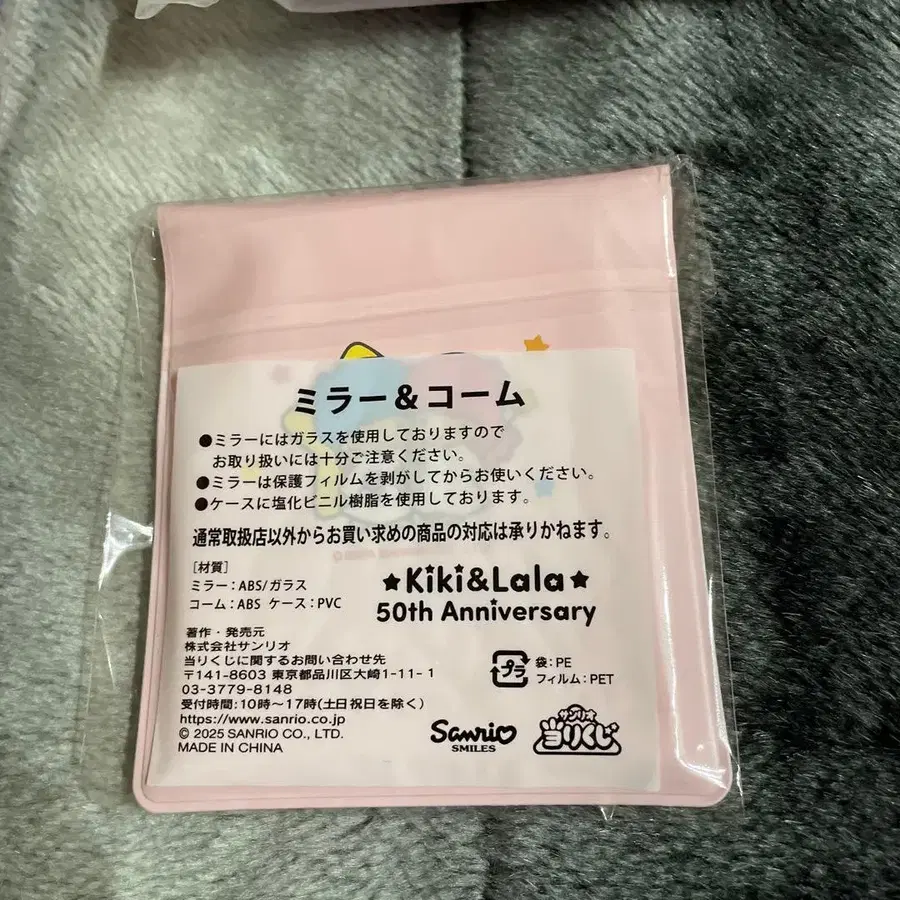 ミラー＆コーム
●ミラーにはガラスを使用しておりますので
お取り扱いには十分ご注意ください。
●ミラーは保護フィルムを剥がしてからお使いください。
●ケースに塩化ビニル樹脂を使用しております。
通常取扱店以外からお買い求めの商品の対応は承りかねます。
［材質］
ミラー：ABS/ガラス
コーム：ABS ケース：PVC
★Kiki&Lala★
50th Anniversary
著作・発売元
株式会社サンリオ
当りくじに関するお問い合わせ先
〒141-8603 東京都品川区大崎1-11-1
03-3779-8148
受付時間：10時〜17時（土日祝日を除く）
https://www.sanrio.co.jp
© 2025 SANRIO CO., LTD.
MADE IN CHINA
プラ
袋：PE
フィルム：PET
Sanrio
SMILES
サンリオ
当りくじ